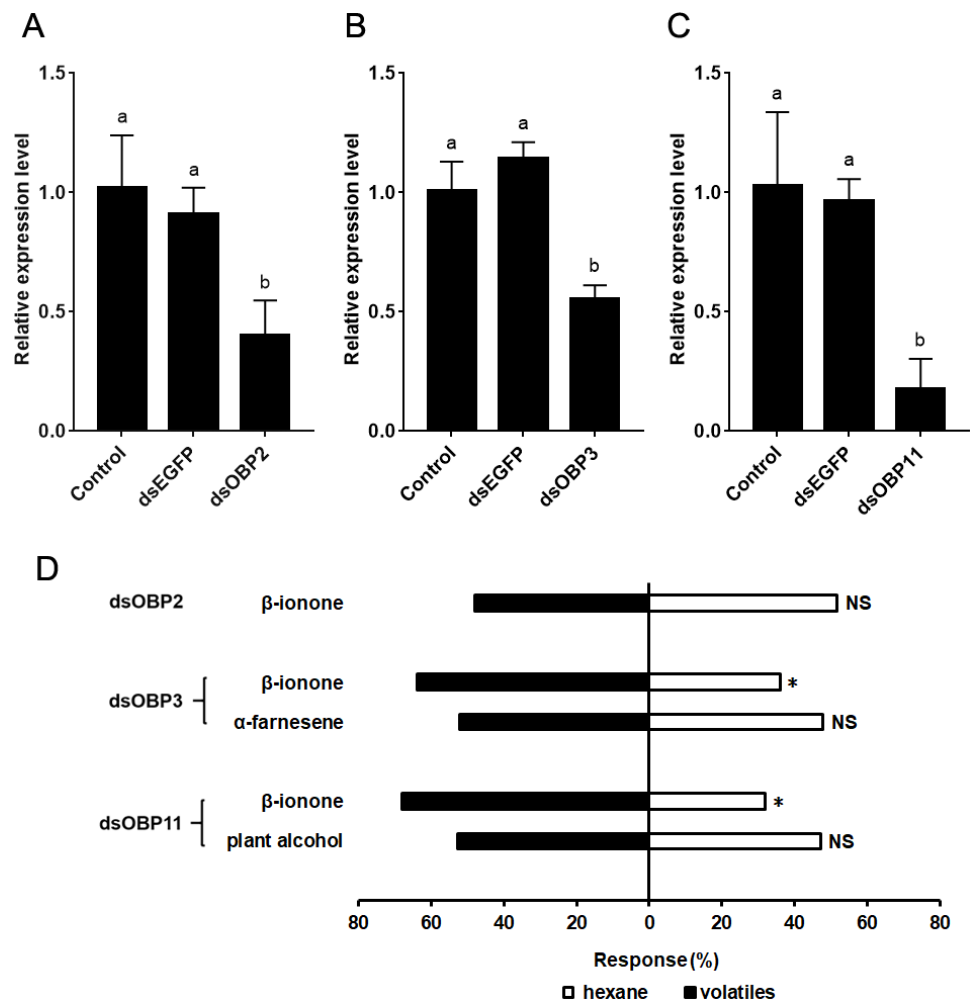 A
B
C
Relative expression level
1.5
1.0
0.5
0.0
a
a
b
Control
dsEGFP
dsOBP2
Relative expression level
1.5
1.0
0.5
0.0
a
a
b
Control
dsEGFP
dsOBP3
Relative expression level
1.5
1.0
0.5
0.0
a
a
b
Control
dsEGFP
dsOBP11
D
dsOBP2
β-ionone
NS
dsOBP3
β-ionone
*
α-farnesene
NS
dsOBP11
β-ionone
*
plant alcohol
NS
80 60 40 20 0 20 40 60 80
Response(%)
hexane volatiles